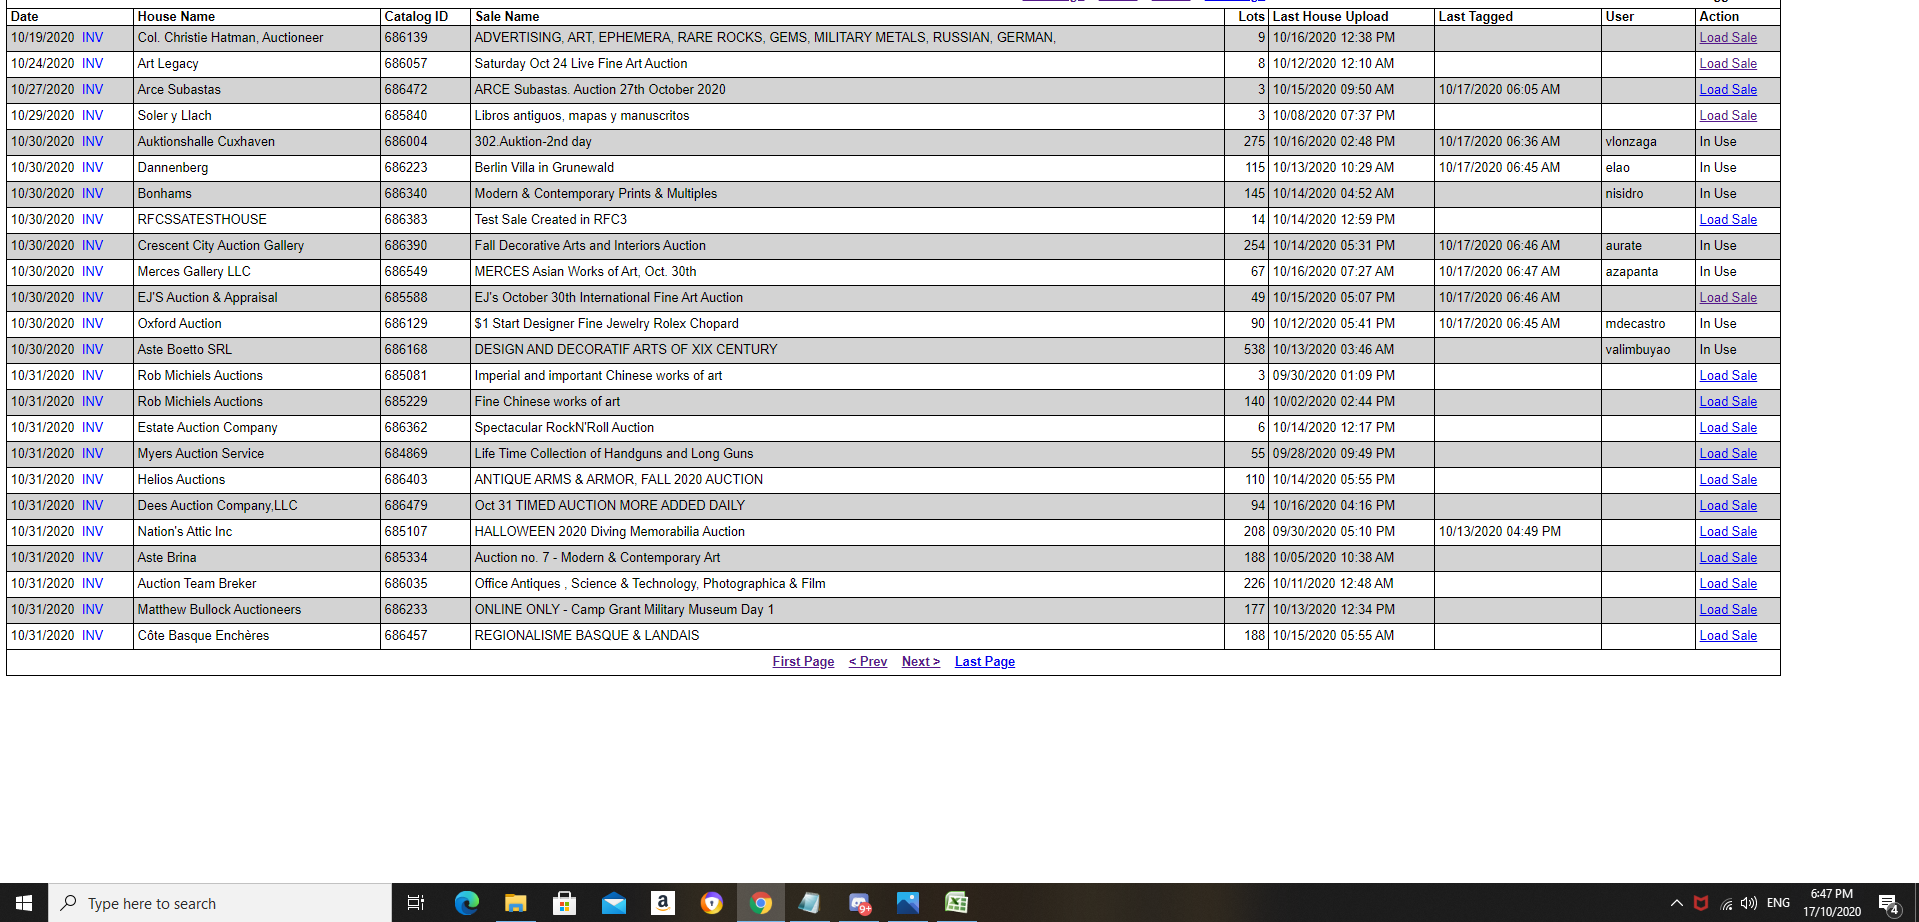 Date House Name Catalog ID Sale Name Lots Last House Upload Last Tagged User Action
10/19/2020 INV Col. Christie Hatman, Auctioneer 686139 ADVERTISING, ART, EPHEMERA, RARE ROCKS, GEMS, MILITARY METALS, RUSSIAN, GERMAN, 9 10/16/2020 12:38 PM Load Sale
10/24/2020 INV Art Legacy 686057 Saturday Oct 24 Live Fine Art Auction 8 10/12/2020 12:10 AM Load Sale
10/27/2020 INV Arce Subastas 686472 ARCE Subastas. Auction 27th October 2020 3 10/15/2020 09:50 AM 10/17/2020 06:05 AM Load Sale
10/29/2020 INV Soler y Llach 685840 Libros antiguos, mapas y manuscritos 3 10/08/2020 07:37 PM Load Sale
10/30/2020 INV Auktionshalle Cuxhaven 686004 302.Auktion-2nd day 275 10/16/2020 02:48 PM 10/17/2020 06:36 AM vlonzaga In Use
10/30/2020 INV Dannenberg 686223 Berlin Villa in Grunewald 115 10/13/2020 10:29 AM 10/17/2020 06:45 AM elao In Use
10/30/2020 INV Bonhams 686340 Modern & Contemporary Prints & Multiples 145 10/14/2020 04:52 AM nisidro In Use
10/30/2020 INV RFCSSATESTHOUSE 686383 Test Sale Created in RFC3 14 10/14/2020 12:59 PM Load Sale
10/30/2020 INV Crescent City Auction Gallery 686390 Fall Decorative Arts and Interiors Auction 254 10/14/2020 05:31 PM 10/17/2020 06:46 AM aurate In Use
10/30/2020 INV Merces Gallery LLC 686549 MERCES Asian Works of Art, Oct. 30th 67 10/16/2020 07:27 AM 10/17/2020 06:47 AM azapanta In Use
10/30/2020 INV EJ'S Auction & Appraisal 685588 EJ's October 30th International Fine Art Auction 49 10/15/2020 05:07 PM 10/17/2020 06:46 AM Load Sale
10/30/2020 INV Oxford Auction 686129 $1 Start Designer Fine Jewelry Rolex Chopard 90 10/12/2020 05:41 PM 10/17/2020 06:45 AM mdecastro In Use
10/30/2020 INV Aste Boetto SRL 686168 DESIGN AND DECORATIF ARTS OF XIX CENTURY 538 10/13/2020 03:46 AM valimbuyao In Use
10/31/2020 INV Rob Michiels Auctions 685081 Imperial and important Chinese works of art 3 09/30/2020 01:09 PM Load Sale
10/31/2020 INV Rob Michiels Auctions 685229 Fine Chinese works of art 140 10/02/2020 02:44 PM Load Sale
10/31/2020 INV Estate Auction Company 686362 Spectacular RockN'Roll Auction 6 10/14/2020 12:17 PM Load Sale
10/31/2020 INV Myers Auction Service 684869 Life Time Collection of Handguns and Long Guns 55 09/28/2020 09:49 PM Load Sale
10/31/2020 INV Helios Auctions 686403 ANTIQUE ARMS & ARMOR, FALL 2020 AUCTION 110 10/14/2020 05:55 PM Load Sale
10/31/2020 INV Dees Auction Company,LLC 686479 Oct 31 TIMED AUCTION MORE ADDED DAILY 94 10/16/2020 04:16 PM Load Sale
10/31/2020 INV Nation's Attic Inc 685107 HALLOWEEN 2020 Diving Memorabilia Auction 208 09/30/2020 05:10 PM 10/13/2020 04:49 PM Load Sale
10/31/2020 INV Aste Brina 685334 Auction no. 7 - Modern & Contemporary Art 188 10/05/2020 10:38 AM Load Sale
10/31/2020 INV Auction Team Breker 686035 Office Antiques , Science & Technology, Photographica & Film 226 10/11/2020 12:48 AM Load Sale
10/31/2020 INV Matthew Bullock Auctioneers 686233 ONLINE ONLY - Camp Grant Military Museum Day 1 177 10/13/2020 12:34 PM Load Sale
10/31/2020 INV Côte Basque Enchères 686457 REGIONALISME BASQUE & LANDAIS 188 10/15/2020 05:55 AM Load Sale
First Page < Prev Next > Last Page
Type here to search a 9+ ENG 6:47 PM
17/10/2020 4